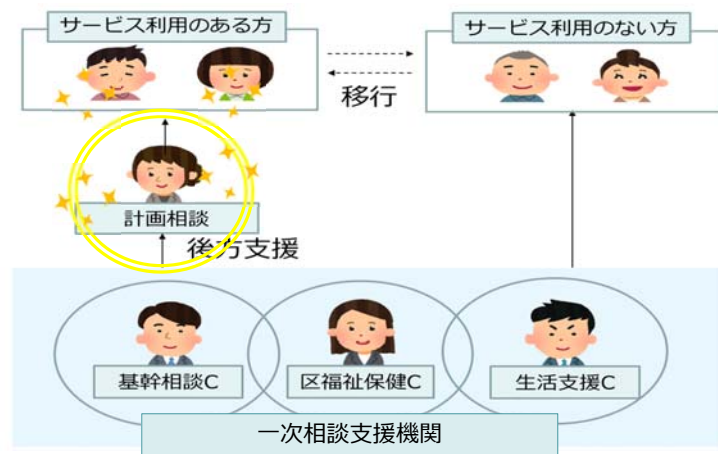 サービス利用のある方
サービス利用のない方
移行
計画相談
後方支援
基幹相談C
区福祉保健C
生活支援C
一次相談支援機関